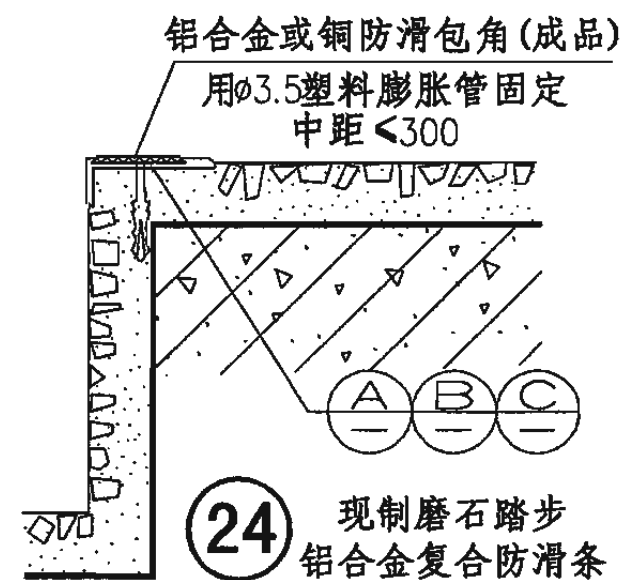 铝合金或铜防滑包角(成品)
用ø3.5塑料膨胀管固定
中距<300
A B C
— — —
24
现制磨石踏步
铝合金复合防滑条